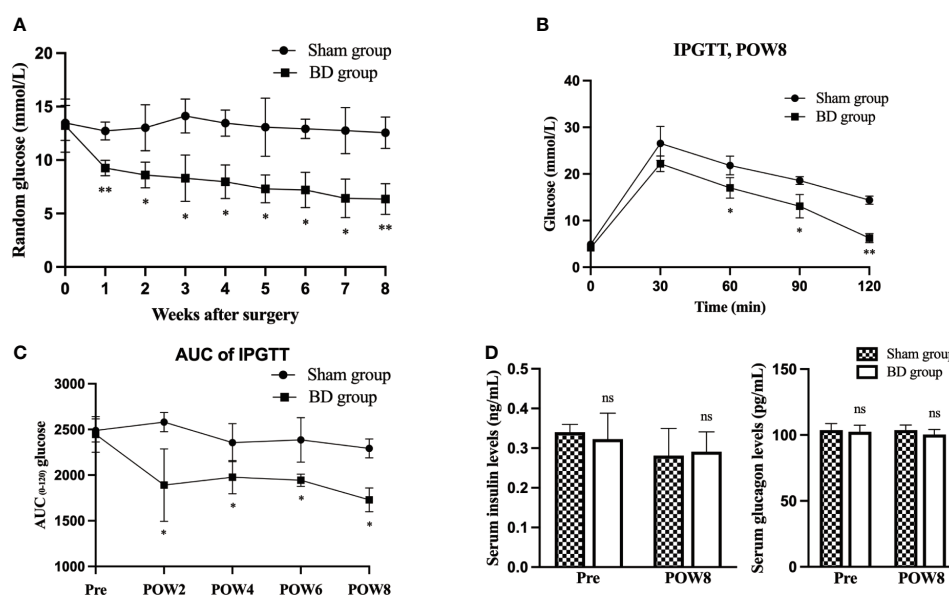 A
Sham group
BD group
Random glucose (mmol/L)
20
15
10
5
0
**
*
*
*
*
*
*
**
0 1 2 3 4 5 6 7 8
Weeks after surgery
B
IPGTT, POW8
Sham group
BD group
Glucose (mmol/L)
40
30
20
10
0
*
*
**
0 30 60 90 120
Time (min)
C
AUC of IPGTT
Sham group
BD group
AUC (0-120) glucose
3000
2500
2000
1500
1000
*
*
*
*
Pre POW2 POW4 POW6 POW8
D
Serum insulin levels (ng/mL)
0.5
0.4
0.3
0.2
0.1
0.0
ns
ns
Pre POW8
Sham group
BD group
Serum glucagon levels (pg/mL)
150
100
50
0
ns
ns
Pre POW8